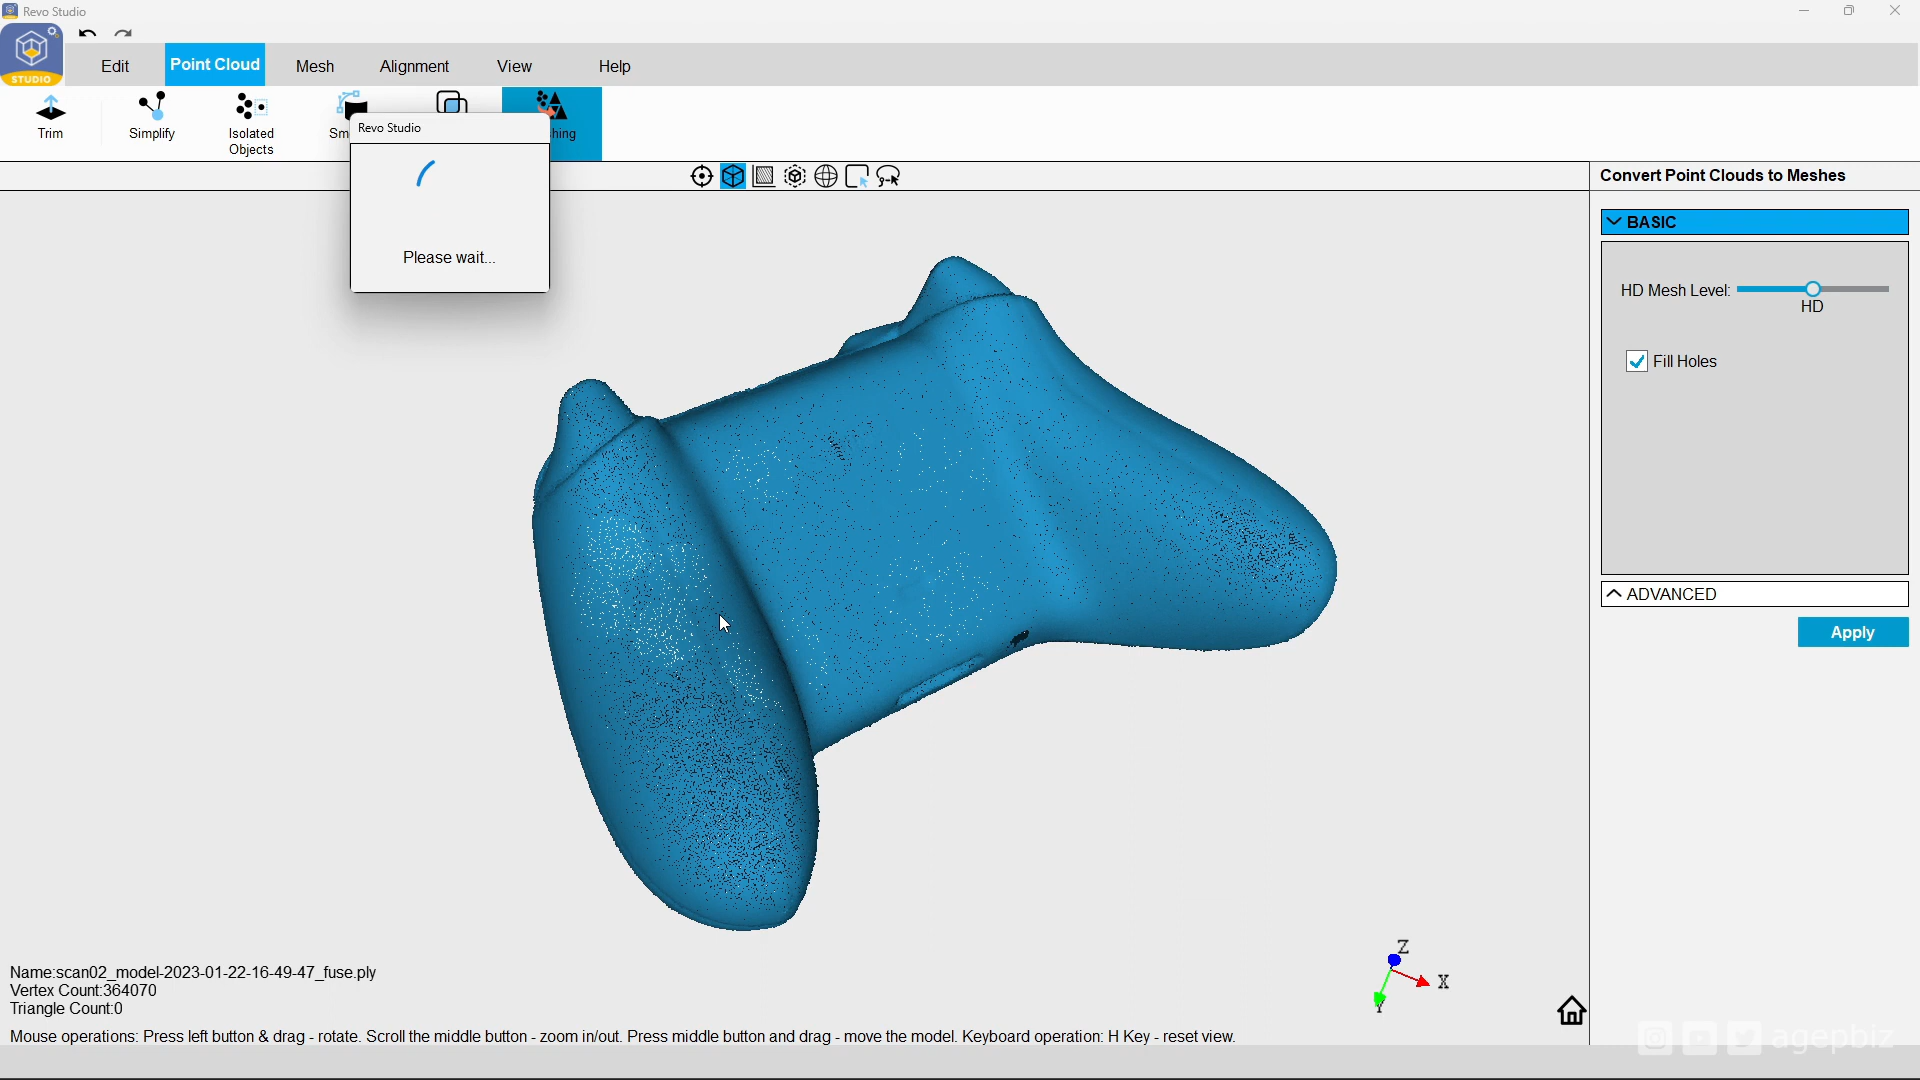 Revo Studio
STUDIO
Edit
Point Cloud
Mesh
Alignment
View
Help
Trim
Simplify
Isolated
Objects
Sm
hing
Revo Studio
Please wait...
Convert Point Clouds to Meshes
BASIC
HD Mesh Level:
HD
Fill Holes
ADVANCED
Apply
Z
X
Y
Name:scan02_model-2023-01-22-16-49-47_fuse.ply
Vertex Count:364070
Triangle Count:0
Mouse operations: Press left button & drag - rotate. Scroll the middle button - zoom in/out. Press middle button and drag - move the model. Keyboard operation: H Key - reset view.
agepbiz